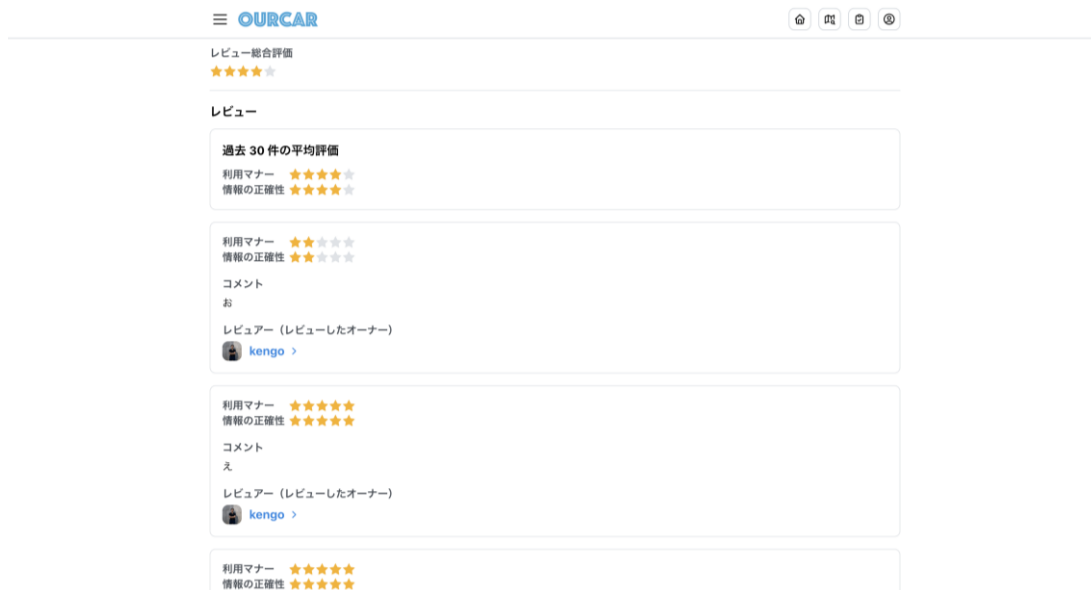 OURCAR
レビュー総合評価
レビュー
過去 30 件の平均評価
利用マナー
情報の正確性
利用マナー
情報の正確性
コメント
お
レビュアー（レビューしたオーナー）
kengo
利用マナー
情報の正確性
コメント
え
レビュアー（レビューしたオーナー）
kengo
利用マナー
情報の正確性